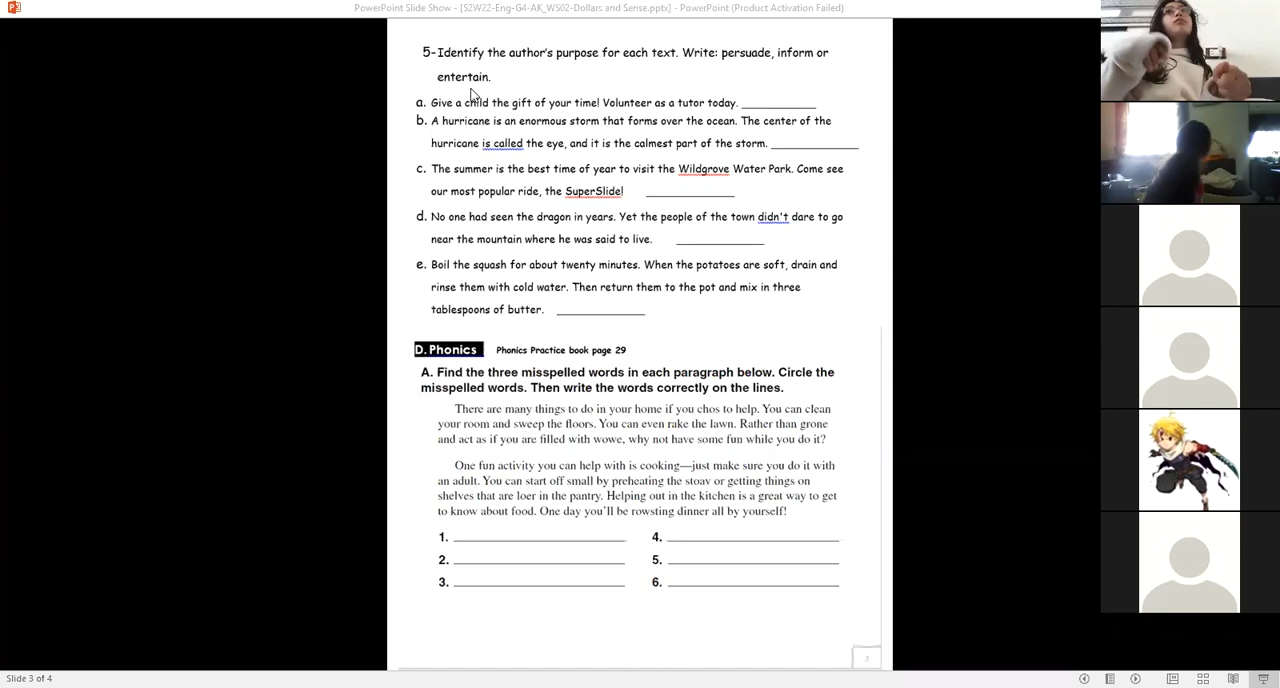 PowerPoint Slide Show - [S2W22-Eng-G4-AK_WS02-Dollars and Sense.pptx] - PowerPoint (Product Activation Failed)
5- Identify the author's purpose for each text. Write: persuade, inform or
entertain.
a. Give a child the gift of your time! Volunteer as a tutor today. ____________
b. A hurricane is an enormous storm that forms over the ocean. The center of the
hurricane is called the eye, and it is the calmest part of the storm. ______________
c. The summer is the best time of year to visit the Wildgrove Water Park. Come see
our most popular ride, the SuperSlide! ______________
d. No one had seen the dragon in years. Yet the people of the town didn't dare to go
near the mountain where he was said to live. ______________
e. Boil the squash for about twenty minutes. When the potatoes are soft, drain and
rinse them with cold water. Then return them to the pot and mix in three
tablespoons of butter. ______________
D. Phonics Phonics Practice book page 29
A. Find the three misspelled words in each paragraph below. Circle the
misspelled words. Then write the words correctly on the lines.
There are many things to do in your home if you chos to help. You can clean
your room and sweep the floors. You can even rake the lawn. Rather than grone
and act as if you are filled with wowe, why not have some fun while you do it?
One fun activity you can help with is cooking—just make sure you do it with
an adult. You can start off small by preheating the stoav or getting things on
shelves that are loer in the pantry. Helping out in the kitchen is a great way to get
to know about food. One day you'll be rowsting dinner all by yourself!
1. ______________ 4. ______________
2. ______________ 5. ______________
3. ______________ 6. ______________
3
Slide 3 of 4